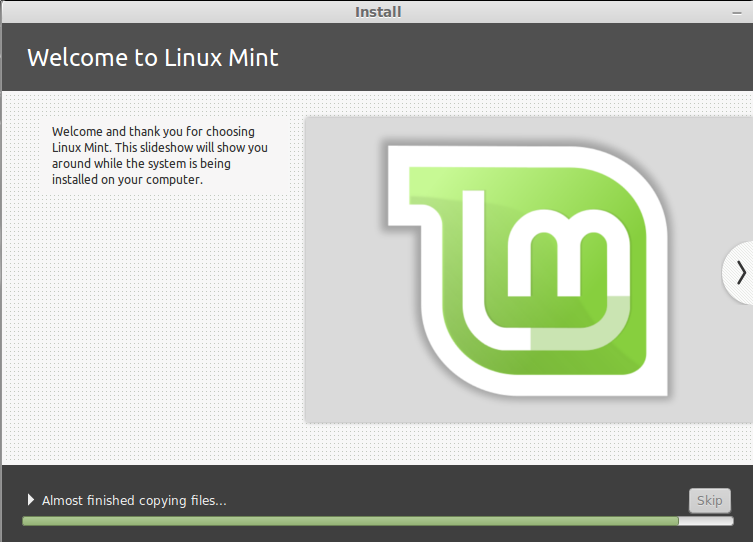 Install
Welcome to Linux Mint
Welcome and thank you for choosing
Linux Mint. This slideshow will show you
around while the system is being
installed on your computer.
lm
Almost finished copying files...
Skip